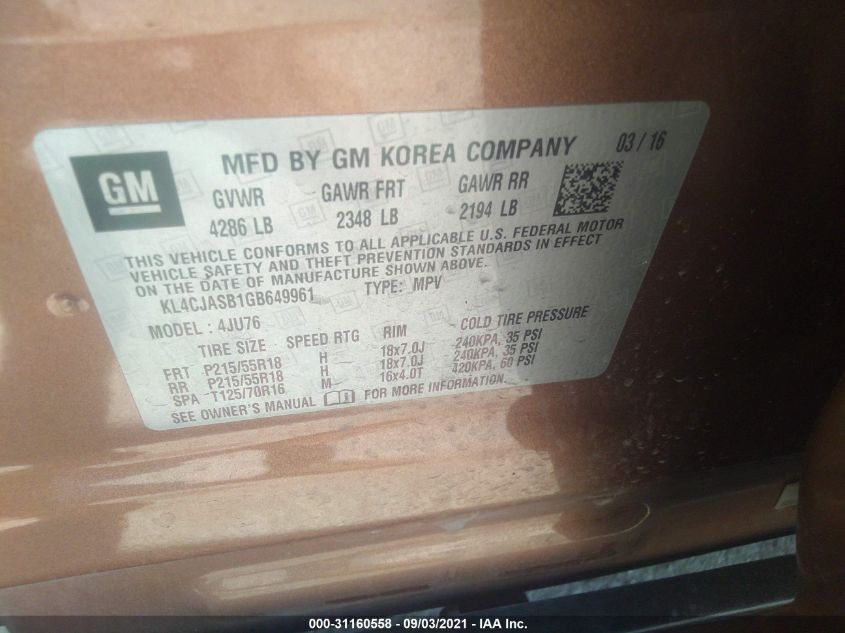 GM
MFD BY GM KOREA COMPANY 03 / 16
GVWR GAWR FRT GAWR RR
4286 LB 2348 LB 2194 LB
THIS VEHICLE CONFORMS TO ALL APPLICABLE U.S. FEDERAL MOTOR
VEHICLE SAFETY AND THEFT PREVENTION STANDARDS IN EFFECT
ON THE DATE OF MANUFACTURE SHOWN ABOVE.
KL4CJASB1GB649961 TYPE: MPV
MODEL : 4JU76
TIRE SIZE SPEED RTG RIM COLD TIRE PRESSURE
FRT P215/55R18 H 18x7.0J 240KPA, 35 PSI
RR P215/55R18 H 18x7.0J 240KPA, 35 PSI
SPA T125/70R16 M 16x4.0T 420KPA, 60 PSI
SEE OWNER'S MANUAL FOR MORE INFORMATION.
000-31160558 - 09/03/2021 - IAA Inc.